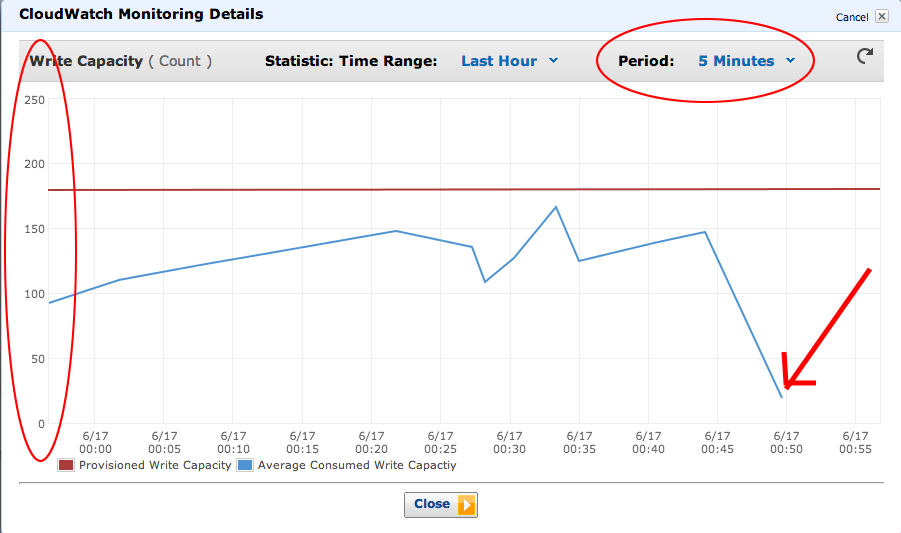 CloudWatch Monitoring Details
Cancel
Write Capacity ( Count )
Statistic: Time Range: Last Hour
Period: 5 Minutes
250
200
150
100
50
0
6/17 00:00
6/17 00:05
6/17 00:10
6/17 00:15
6/17 00:20
6/17 00:25
6/17 00:30
6/17 00:35
6/17 00:40
6/17 00:45
6/17 00:50
6/17 00:55
Provisioned Write Capacity
Average Consumed Write Capactiy
Close